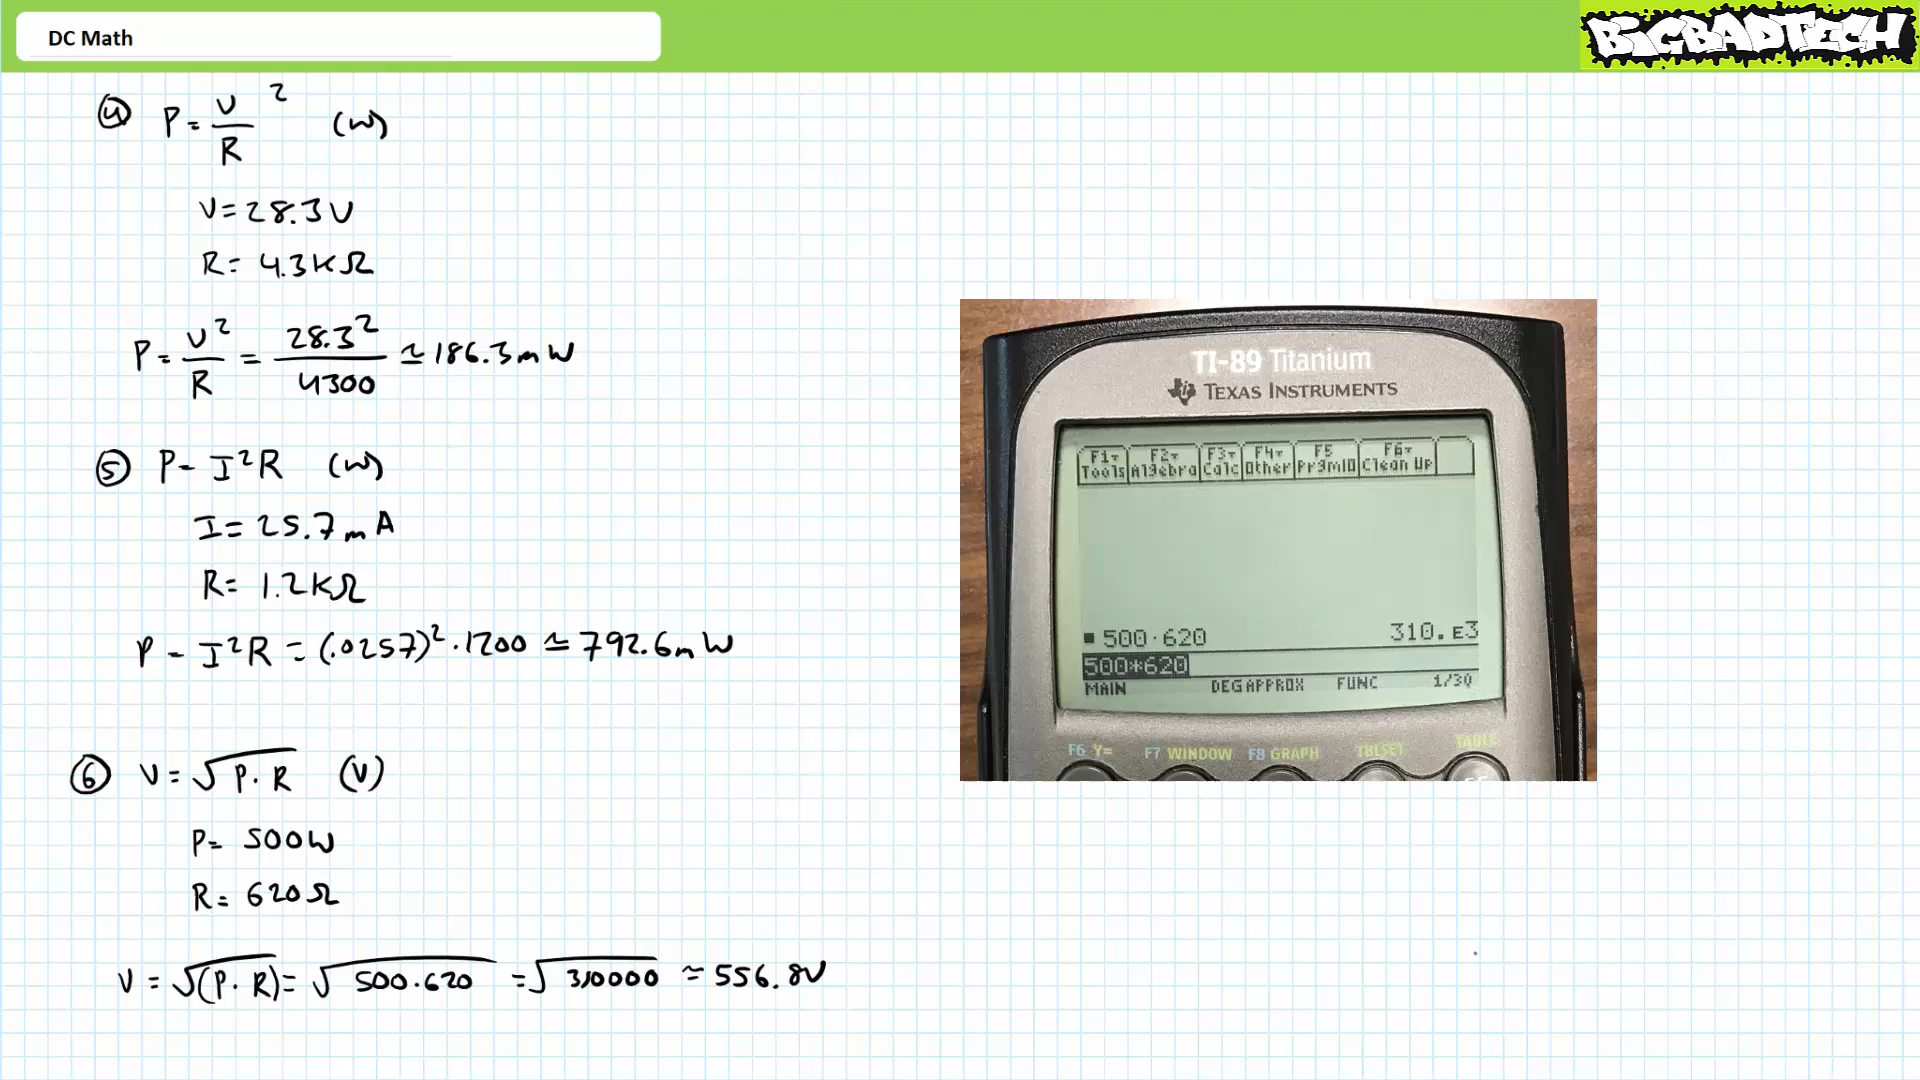 DC Math
BIGBADTECH
④ P = V²/R (W)
V = 28.3V
R = 4.3KΩ
P = V²/R = 28.3²/4300 ≃ 186.3mW
⑤ P = I²R (W)
I = 25.7mA
R = 1.2KΩ
P = I²R = (.0257)²·1200 ≃ 792.6mW
⑥ V = √P·R (V)
P = 500W
R = 620Ω
V = √(P·R) = √500·620 = √310000 ≃ 556.8V
TI-89 Titanium
TEXAS INSTRUMENTS
F1 Tools F2 Algebra F3 Calc F4 Other F5 PrgmIO F6 Clean Up
500·620 310.E3
500*620
MAIN DEG APPROX FUNC 1/30
F6 Y= F7 WINDOW F8 GRAPH TBLSET TABLE